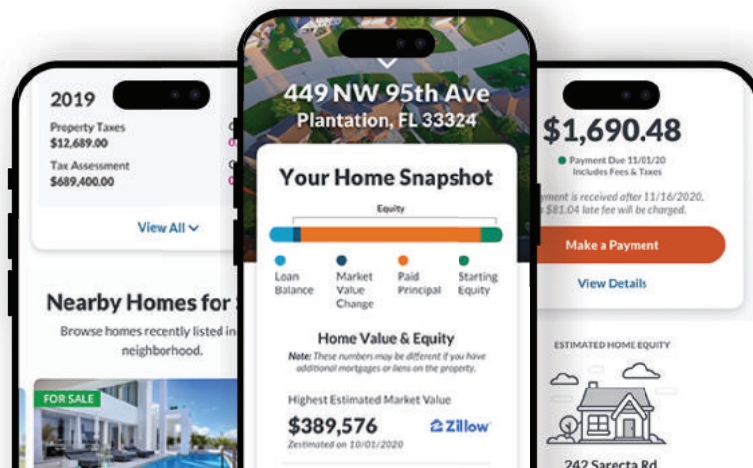 2019
Property Taxes
$12,689.00
Tax Assessment
$689,400.00
View All
Nearby Homes for
Browse homes recently listed in
neighborhood.
FOR SALE
449 NW 95th Ave
Plantation, FL 33324
Your Home Snapshot
Equity
Loan Balance
Market Value Change
Paid Principal
Starting Equity
Home Value & Equity
Note: These numbers may be different if you have
additional mortgages or liens on the property.
Highest Estimated Market Value
$389,576
Zillow
Zestimated on 10/01/2020
$1,690.48
Payment Due 11/01/20
Includes Fees & Taxes
is received after 11/16/2020,
$81.04 late fee will be charged.
Make a Payment
View Details
ESTIMATED HOME EQUITY
242 Sarecta Rd